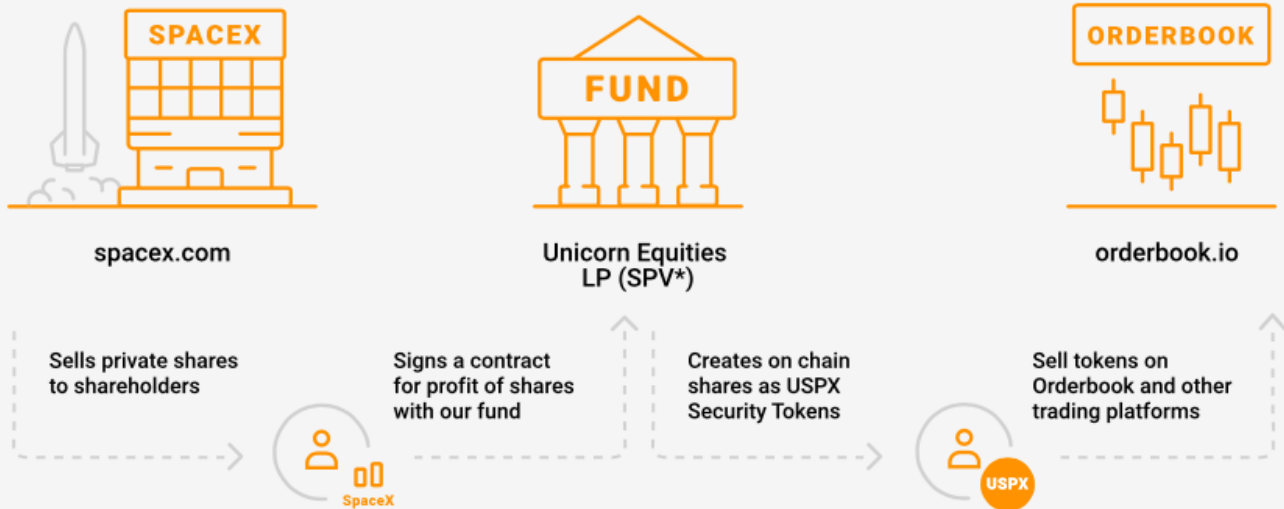 SPACEX
FUND
ORDERBOOK
spacex.com
Unicorn Equities
LP (SPV*)
orderbook.io
Sells private shares
to shareholders
Signs a contract
for profit of shares
with our fund
Creates on chain
shares as USPX
Security Tokens
Sell tokens on
Orderbook and other
trading platforms
SpaceX
USPX